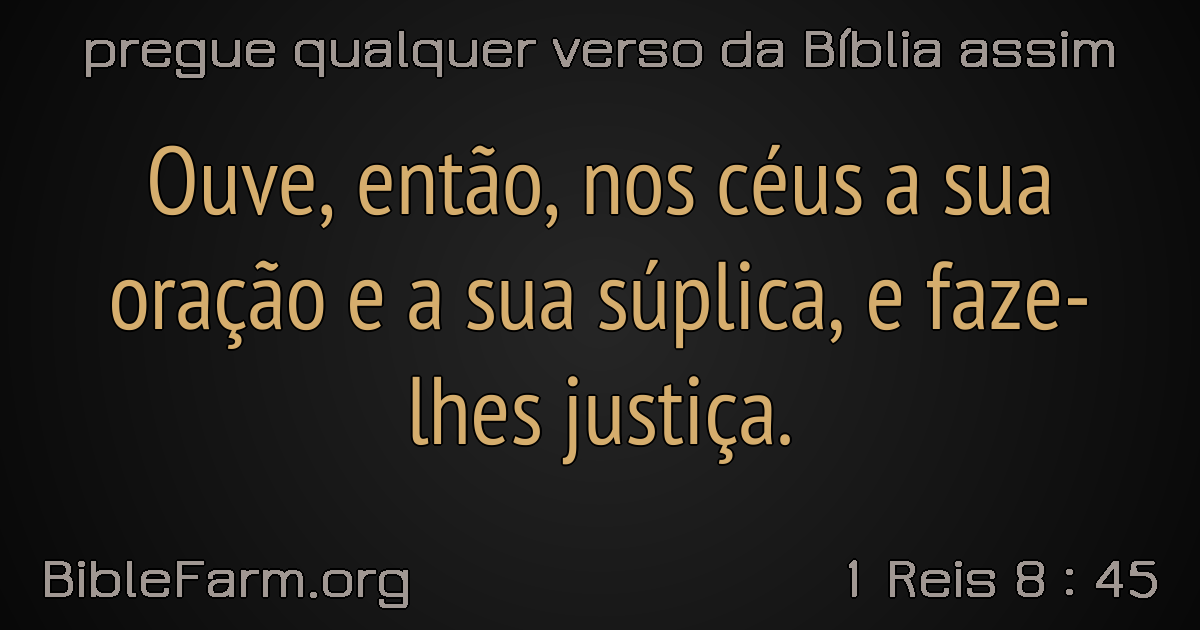 pregue qualquer verso da Bíblia assim
Ouve, então, nos céus a sua
oração e a sua súplica, e faze-
lhes justiça.
BibleFarm.org
1 Reis 8 : 45